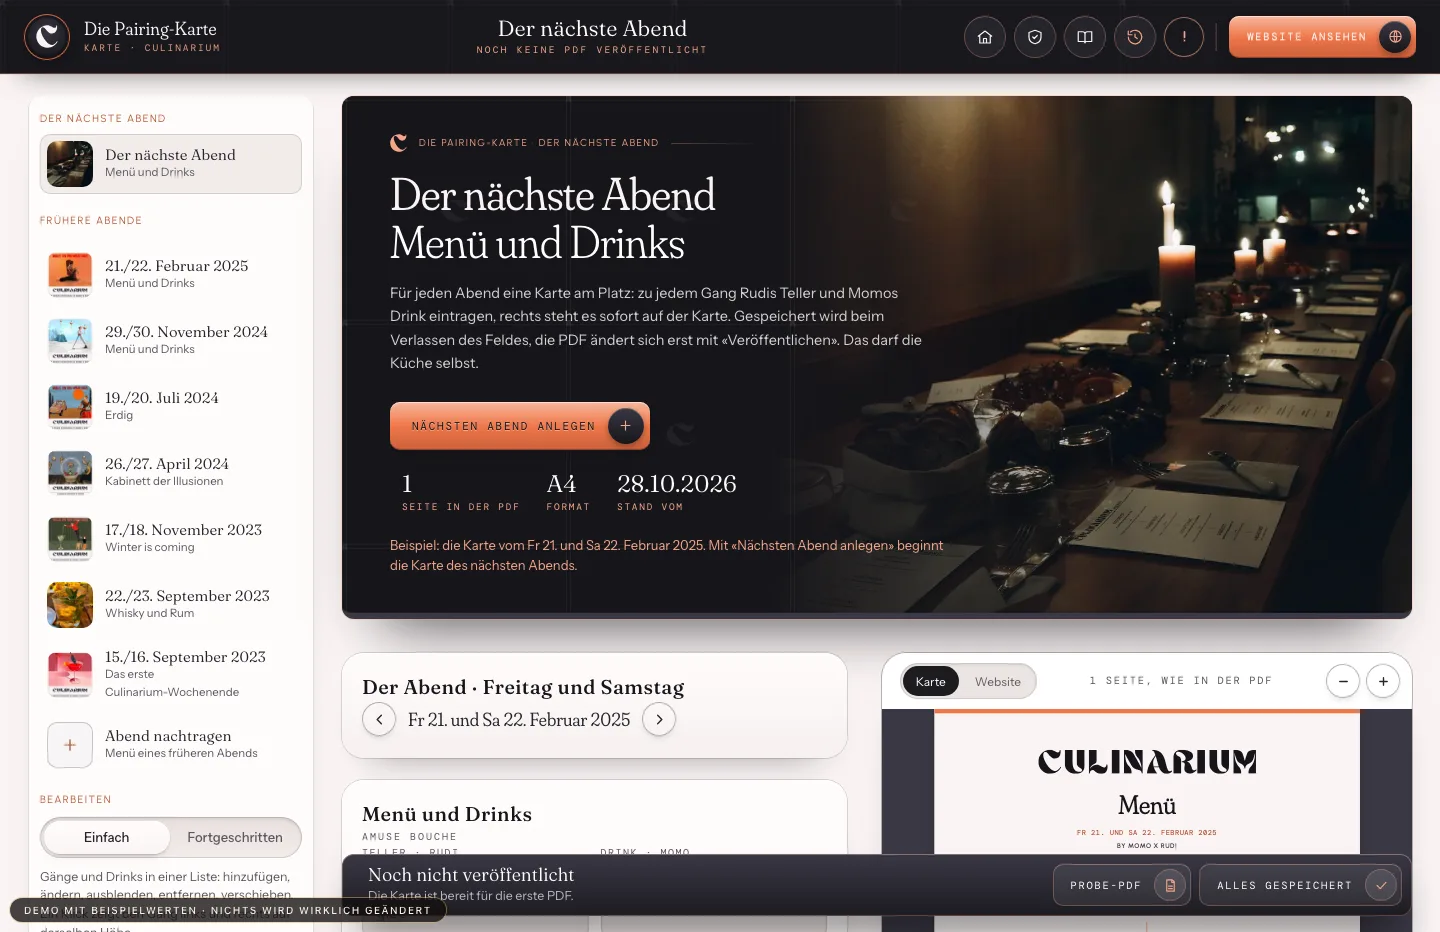 Die Pairing-Karte
KARTE · CULINARIUM
Der nächste Abend
NOCH KEINE PDF VERÖFFENTLICHT
WEBSITE ANSEHEN
DER NÄCHSTE ABEND
Der nächste Abend
Menü und Drinks
FRÜHERE ABENDE
21./22. Februar 2025
Menü und Drinks
29./30. November 2024
Menü und Drinks
19./20. Juli 2024
Erdig
26./27. April 2024
Kabinett der Illusionen
17./18. November 2023
Winter is coming
22./23. September 2023
Whisky und Rum
15./16. September 2023
Das erste
Culinarium-Wochenende
Abend nachtragen
Menü eines früheren Abends
BEARBEITEN
Einfach
Fortgeschritten
Gänge und Drinks in einer Liste: hinzufügen,
ändern, ausblenden, entfernen, verschieben.
DEMO MIT BEISPIELWERTEN · NICHTS WIRD WIRKLICH GEÄNDERT
DIE PAIRING-KARTE · DER NÄCHSTE ABEND
Der nächste Abend
Menü und Drinks
Für jeden Abend eine Karte am Platz: zu jedem Gang Rudis Teller und Momos
Drink eintragen, rechts steht es sofort auf der Karte. Gespeichert wird beim
Verlassen des Feldes, die PDF ändert sich erst mit «Veröffentlichen». Das darf die
Küche selbst.
NÄCHSTEN ABEND ANLEGEN
1
SEITE IN DER PDF
A4
FORMAT
28.10.2026
STAND VOM
Beispiel: die Karte vom Fr 21. und Sa 22. Februar 2025. Mit «Nächsten Abend anlegen» beginnt
die Karte des nächsten Abends.
Der Abend · Freitag und Samstag
Fr 21. und Sa 22. Februar 2025
Menü und Drinks
AMUSE BOUCHE
TELLER · RUDI
DRINK · MOMO
Karte
Website
1 SEITE, WIE IN DER PDF
CULINARIUM
Menü
FR 21. UND SA 22. FEBRUAR 2025
BY MOMO X RUDI
Noch nicht veröffentlicht
Die Karte ist bereit für die erste PDF.
PROBE-PDF
ALLES GESPEICHERT